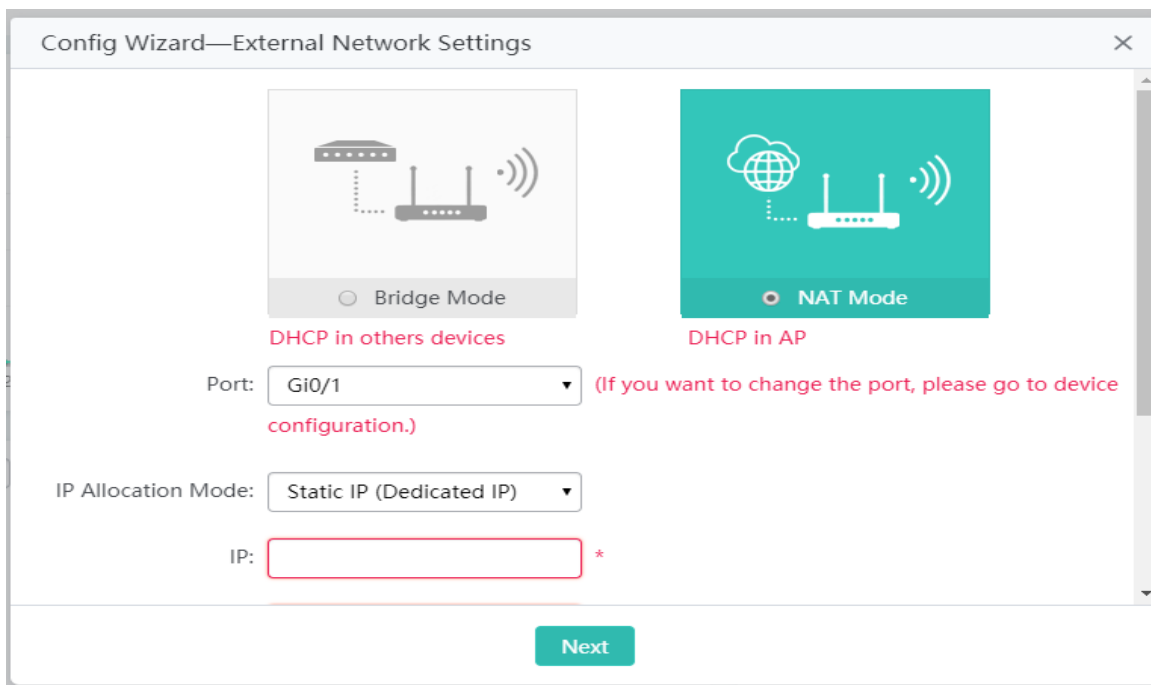 Config Wizard—External Network Settings
Bridge Mode
NAT Mode
DHCP in others devices
DHCP in AP
Port:
Gi0/1
(If you want to change the port, please go to device
configuration.)
IP Allocation Mode:
Static IP (Dedicated IP)
IP:
*
Next